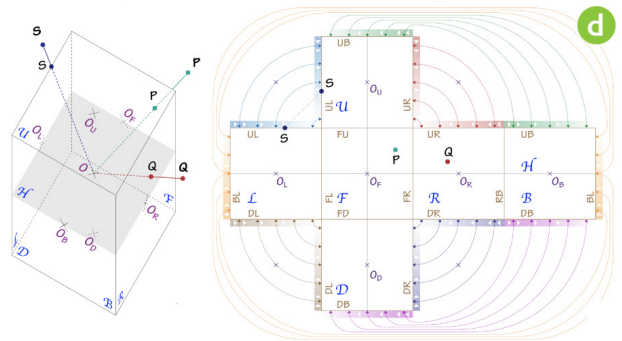 d
S
S
P
P
Q
Q
O_U
O_F
O_L
O
O_R
O_B
O_D
U
H
F
D
B
UB
S
UL
U
O_U
UR
UL
S
FU
UR
UB
P
Q
H
BL
O_L
FL
O_F
FR
O_R
RB
O_B
BL
L
F
R
B
DL
FD
DR
DB
O_D
DL
D
DR
DB